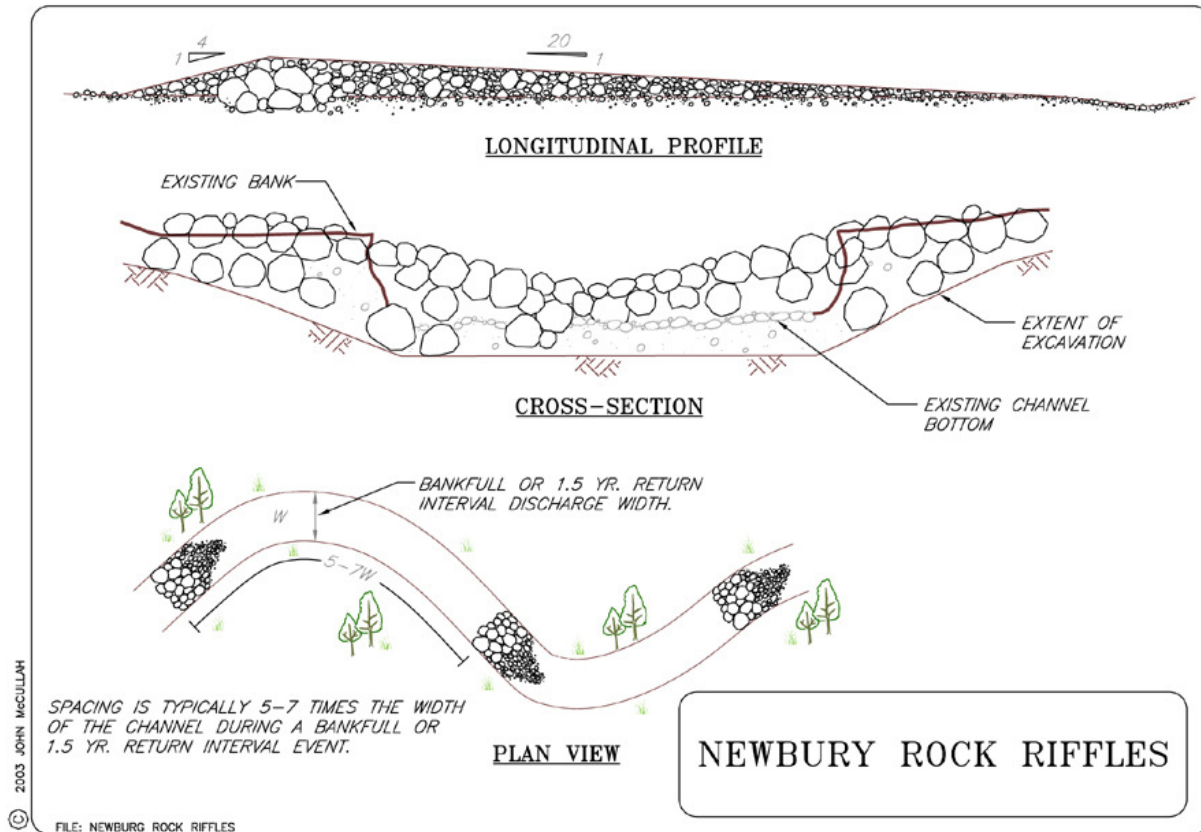 4
1
20
1
LONGITUDINAL PROFILE
EXISTING BANK
EXTENT OF
EXCAVATION
CROSS-SECTION
EXISTING CHANNEL
BOTTOM
BANKFULL OR 1.5 YR. RETURN
INTERVAL DISCHARGE WIDTH.
W
5-7W
SPACING IS TYPICALLY 5-7 TIMES THE WIDTH
OF THE CHANNEL DURING A BANKFULL OR
1.5 YR. RETURN INTERVAL EVENT.
PLAN VIEW
NEWBURY ROCK RIFFLES
© 2003 JOHN McCULLAH
FILE: NEWBURG ROCK RIFFLES